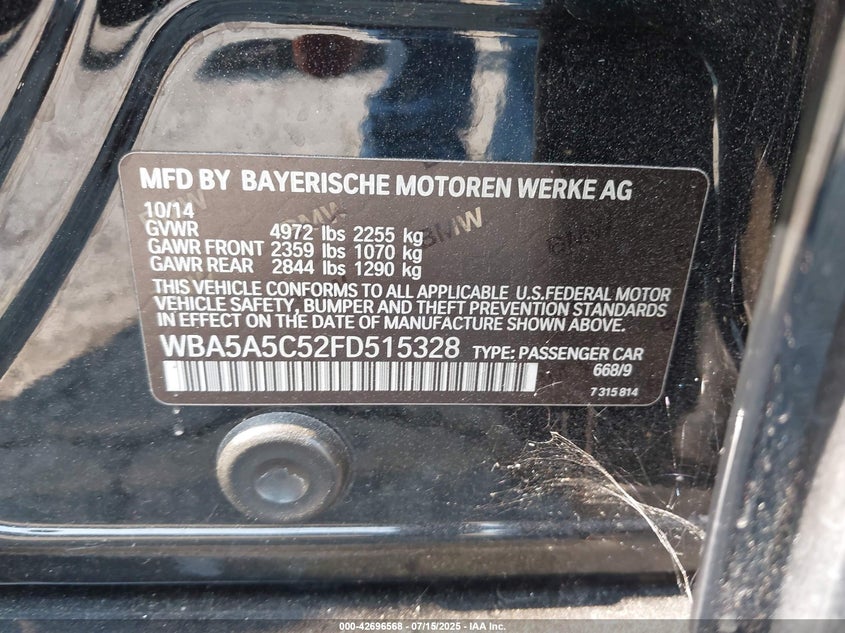 MFD BY BAYERISCHE MOTOREN WERKE AG
10/14
GVWR 4972 lbs 2255 kg
GAWR FRONT 2359 lbs 1070 kg
GAWR REAR 2844 lbs 1290 kg
THIS VEHICLE CONFORMS TO ALL APPLICABLE U.S.FEDERAL MOTOR
VEHICLE SAFETY, BUMPER AND THEFT PREVENTION STANDARDS
IN EFFECT ON THE DATE OF MANUFACTURE SHOWN ABOVE.
WBA5A5C52FD515328 TYPE: PASSENGER CAR
668/9
7 315 814
BMW
000-42696568 - 07/15/2025 - IAA Inc.